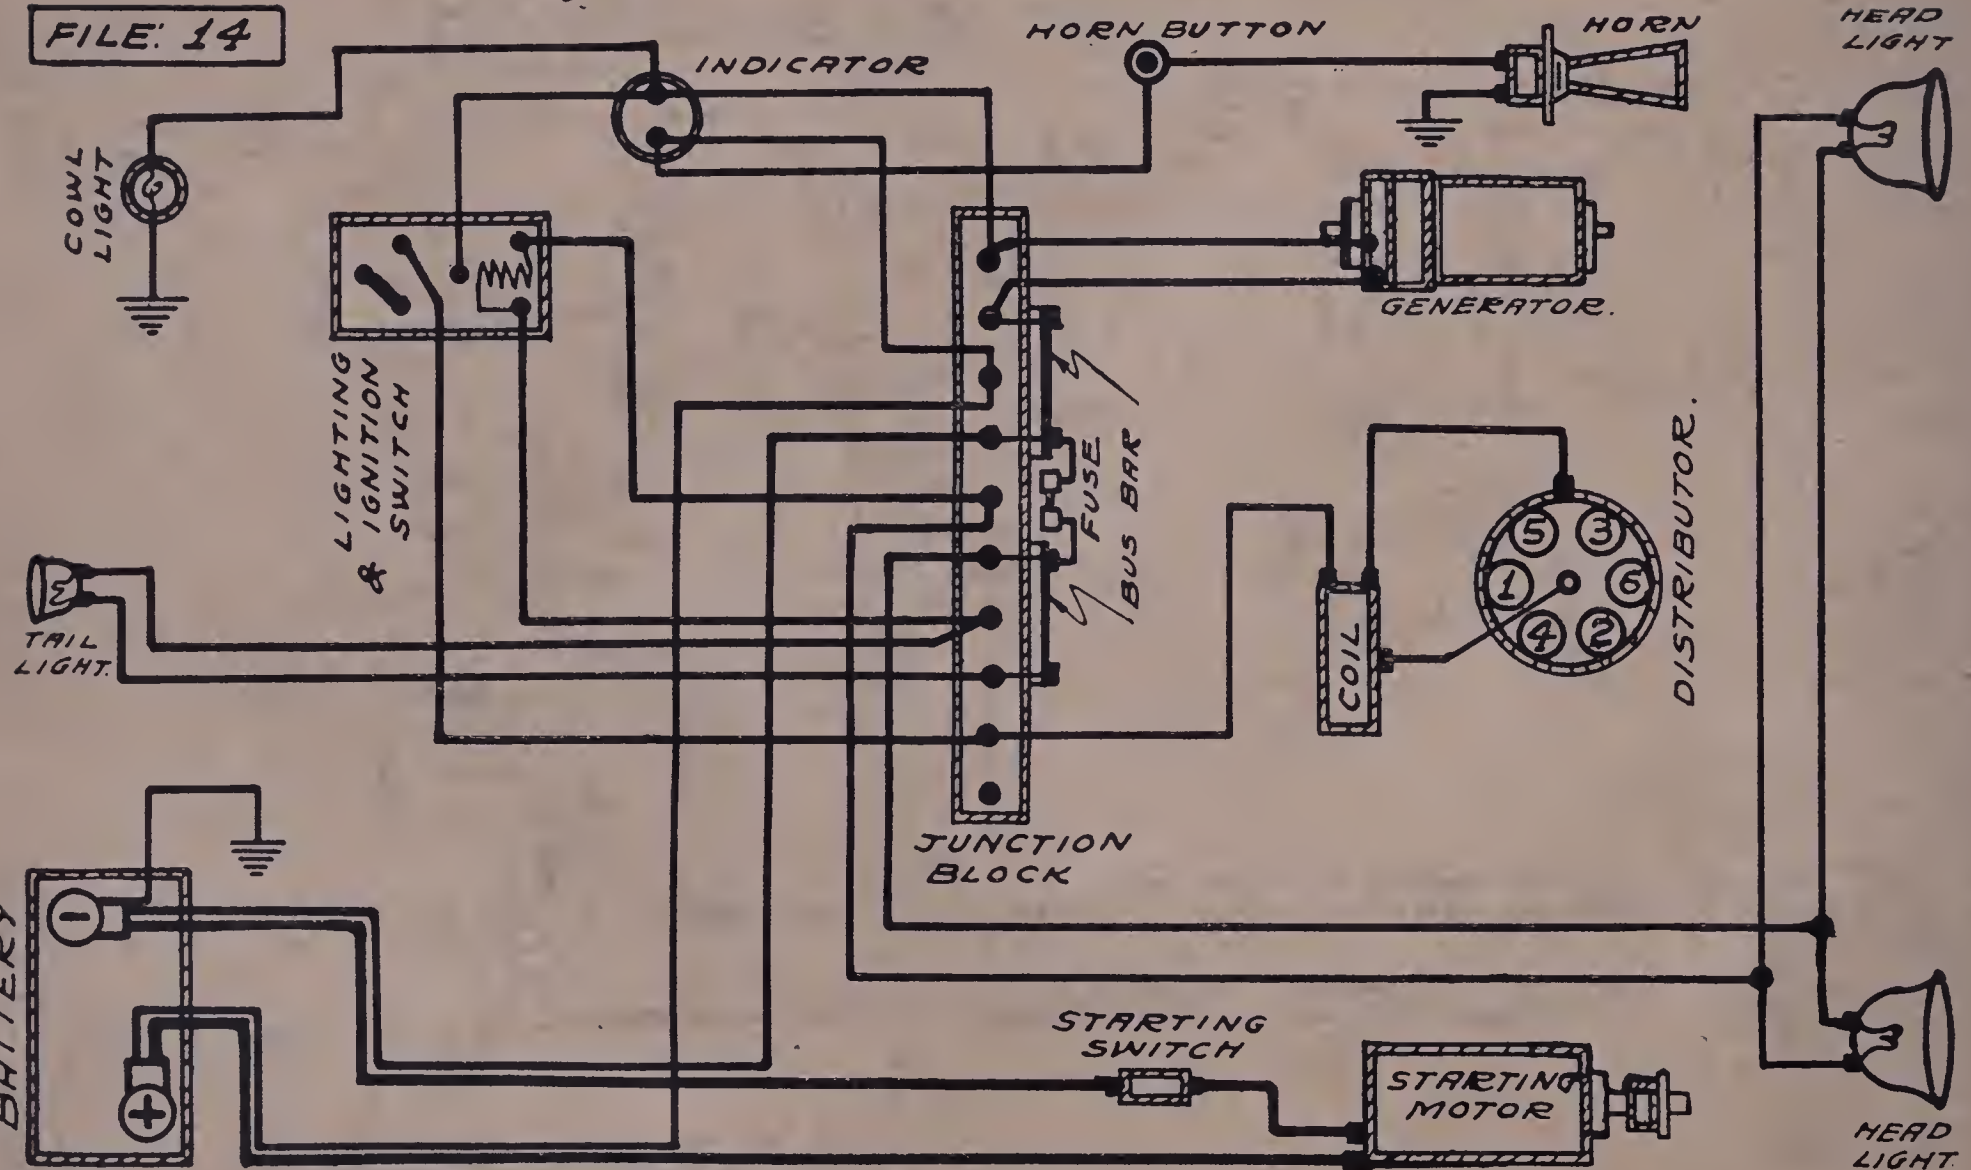 FILE: 14
INDICATOR
HORN BUTTON
HORN
HEAD
LIGHT
COWL
LIGHT
GENERATOR.
LIGHTING
& IGNITION
SWITCH
FUSE
BUS BAR
DISTRIBUTOR.
5 3
1 6
4 2
COIL
TAIL
LIGHT.
JUNCTION
BLOCK
BATTERY
-
+
STARTING
SWITCH
STARTING
MOTOR
HEAD
LIGHT